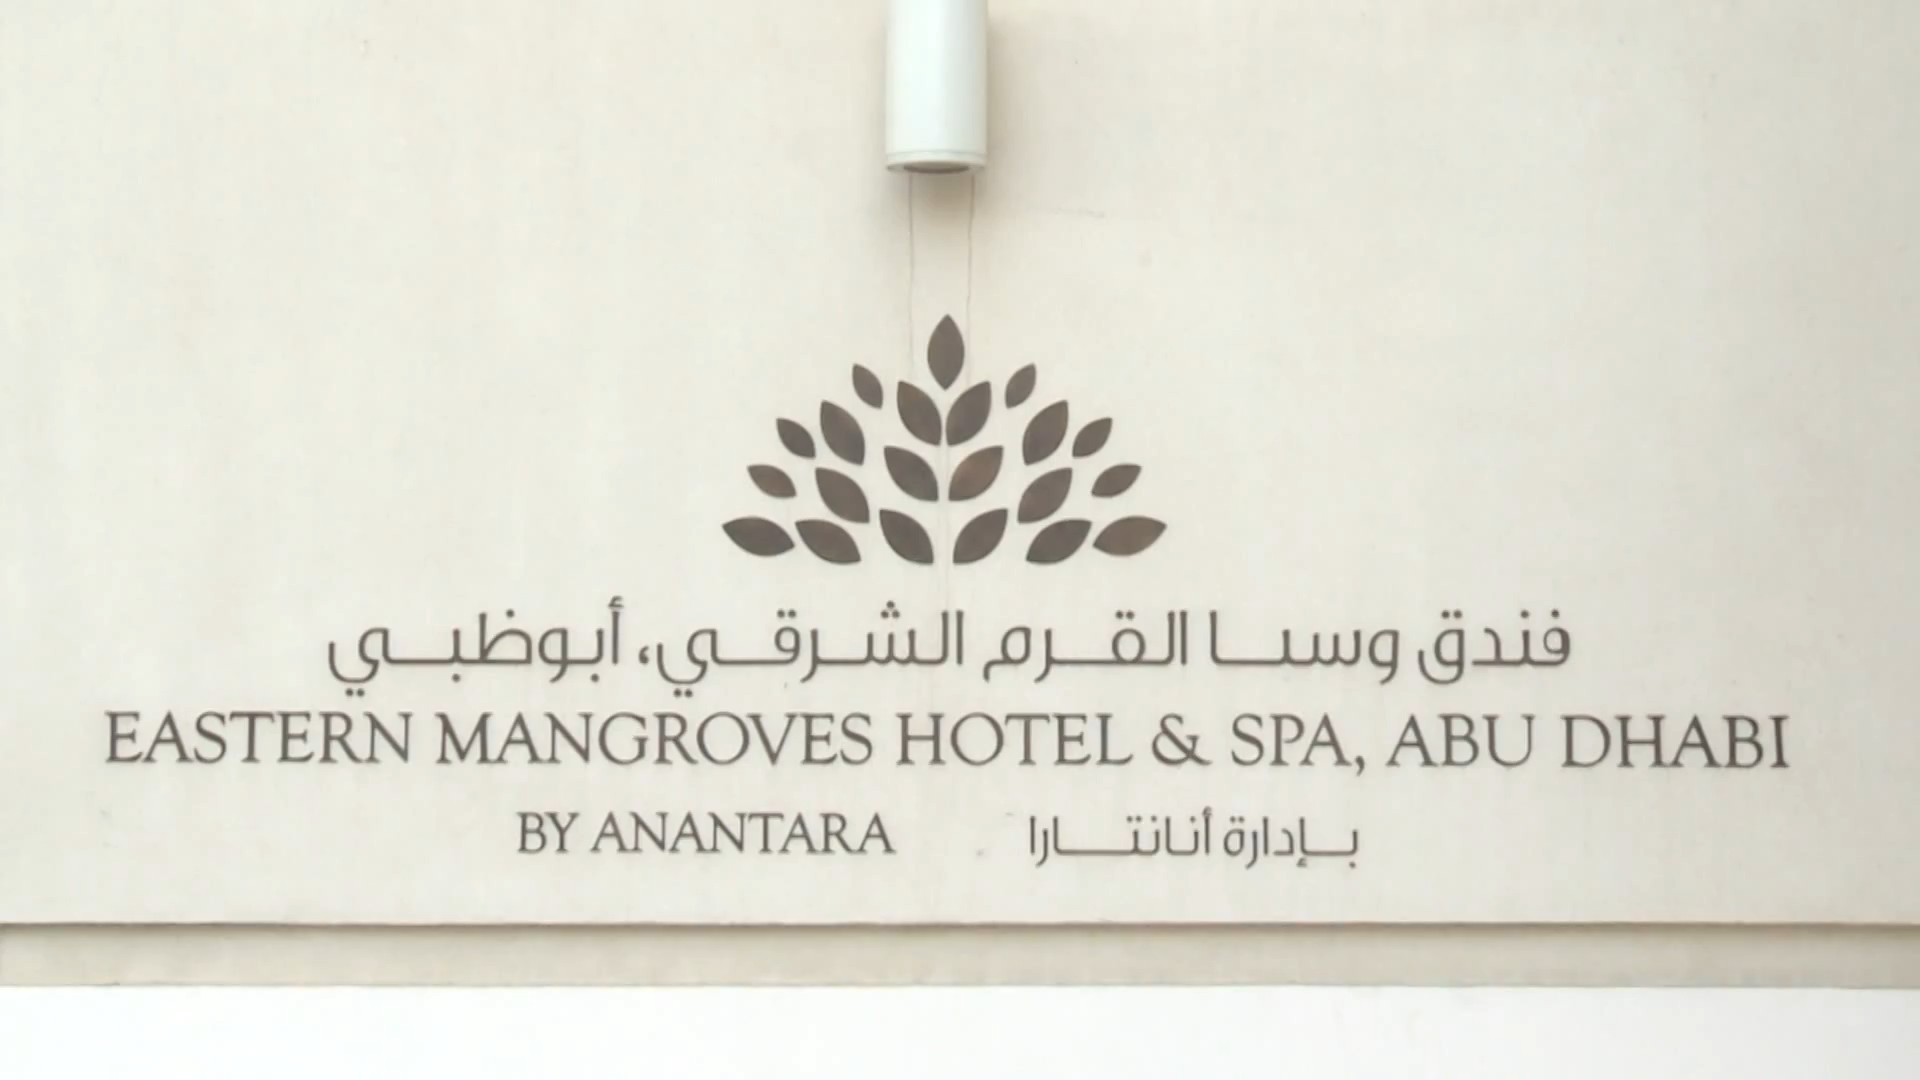 فندق وسبا القرم الشرقي، أبوظبي
EASTERN MANGROVES HOTEL & SPA, ABU DHABI
BY ANANTARA بإدارة أنانتارا